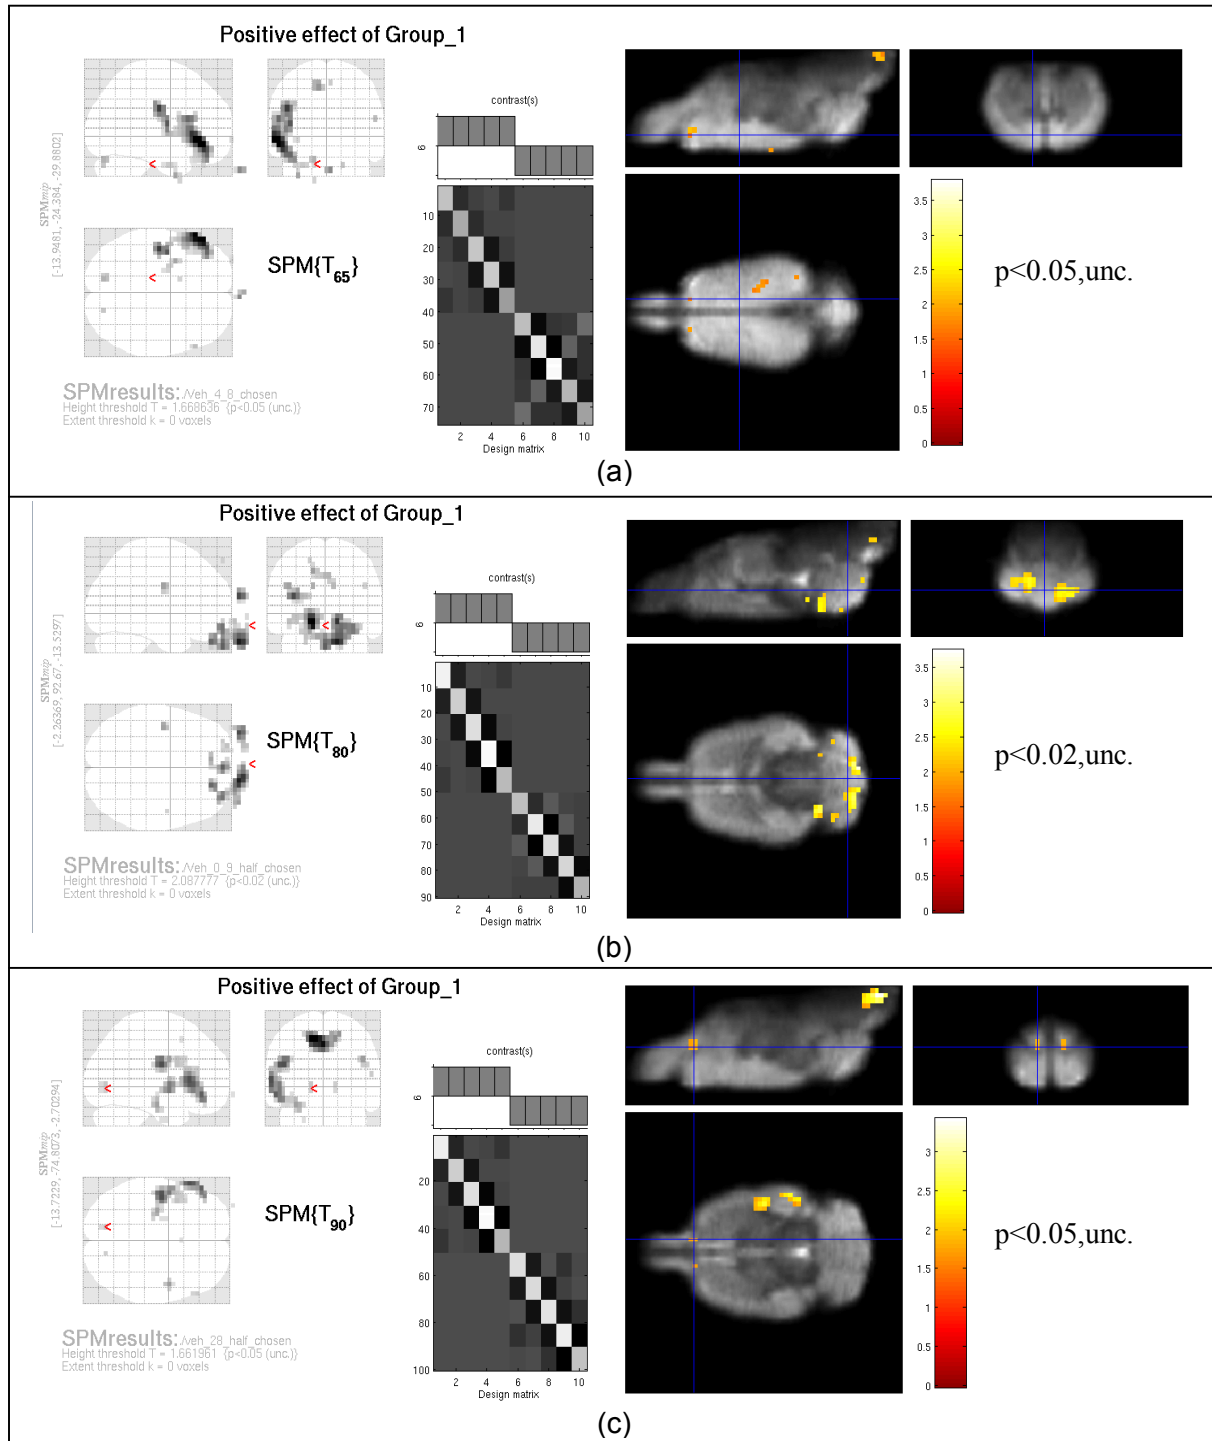 Positive effect of Group_1
SPMmip
[-13.9481, -24.384, -29.8802]
<
<
<
SPM{T65}
contrast(s)
6
10
20
30
40
50
60
70
2 4 6 8 10
Design matrix
SPMresults: ./Veh_4_8_chosen
Height threshold T = 1.668636 {p<0.05 (unc.)}
Extent threshold k = 0 voxels
3.5
3
2.5
2
1.5
1
0.5
0
p<0.05,unc.
(a)
Positive effect of Group_1
SPMmip
[-2.26369, 92.67, -13.5297]
<
<
<
SPM{T80}
contrast(s)
6
10
20
30
40
50
60
70
80
90
2 4 6 8 10
Design matrix
SPMresults: ./Veh_0_9_half_chosen
Height threshold T = 2.087777 {p<0.02 (unc.)}
Extent threshold k = 0 voxels
3.5
3
2.5
2
1.5
1
0.5
0
p<0.02,unc.
(b)
Positive effect of Group_1
SPMmip
[-13.7229, -74.8073, -2.70294]
<
<
<
SPM{T90}
contrast(s)
6
20
40
60
80
100
2 4 6 8 10
Design matrix
SPMresults: ./veh_28_half_chosen
Height threshold T = 1.661961 {p<0.05 (unc.)}
Extent threshold k = 0 voxels
3
2.5
2
1.5
1
0.5
0
p<0.05,unc.
(c)